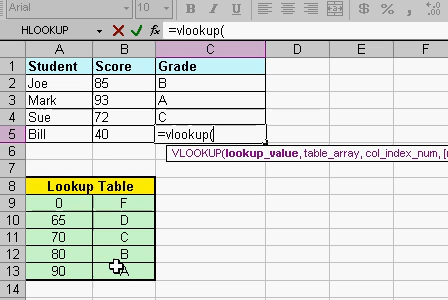 B I U $ %
HLOOKUP fx =vlookup(
A B C D E F
1 Student Score Grade
2 Joe 85 B
3 Mark 93 A
4 Sue 72 C
5 Bill 40 =vlookup(
6 VLOOKUP(lookup_value, table_array, col_index_num, [r
7
8 Lookup Table
9 0 F
10 65 D
11 70 C
12 80 B
13 90 A
14